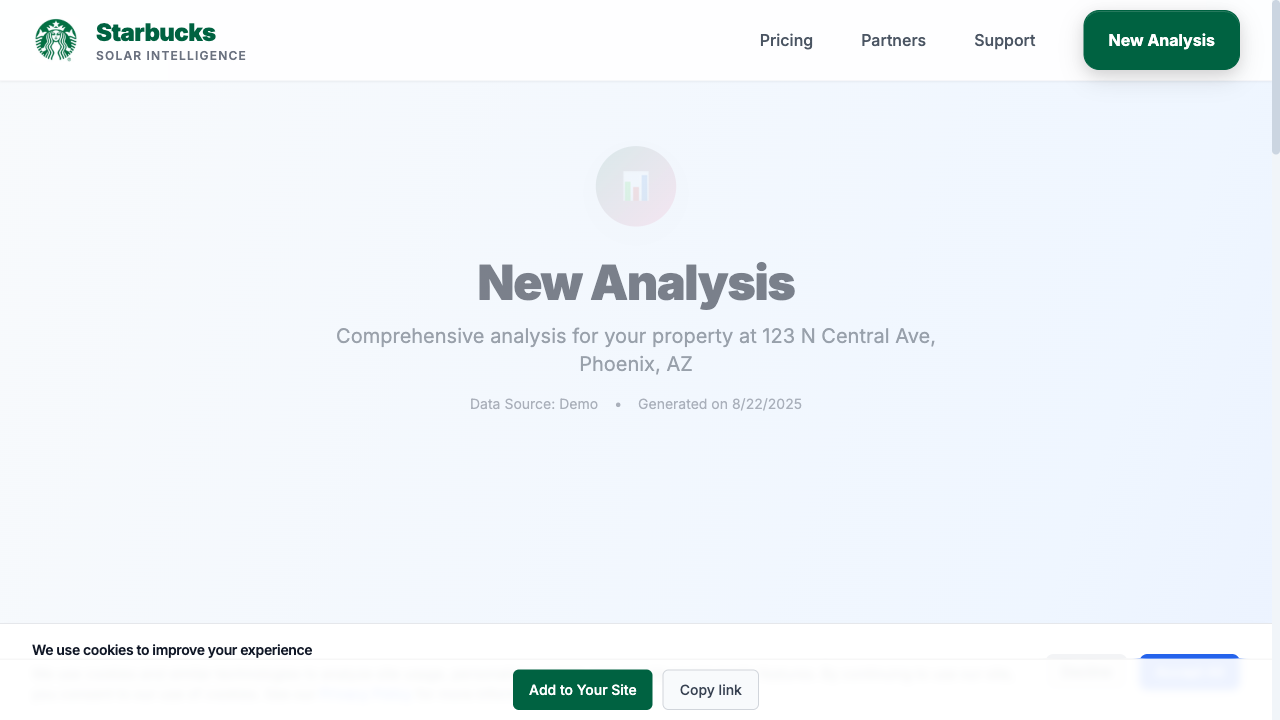 Starbucks
SOLAR INTELLIGENCE
Pricing
Partners
Support
New Analysis
New Analysis
Comprehensive analysis for your property at 123 N Central Ave,
Phoenix, AZ
Data Source: Demo • Generated on 8/22/2025
We use cookies to improve your experience
Add to Your Site
Copy link